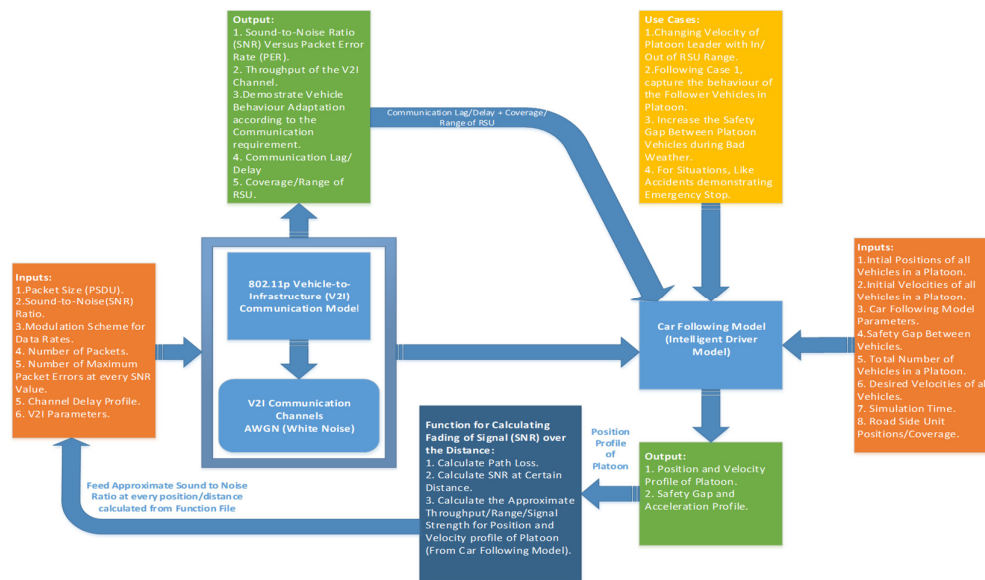 Output:
1. Sound-to-Noise Ratio
(SNR) Versus Packet Error
Rate (PER).
2. Throughput of the V2I
Channel.
3.Demostrate Vehicle
Behaviour Adaptation
according to the
Communication
requirement.
4. Communication Lag/
Delay
5. Coverage/Range of
RSU.
Communication Lag/Delay + Coverage/
Range of RSU
Use Cases:
1.Changing Velocity of
Platoon Leader with In/
Out of RSU Range.
2.Following Case 1,
capture the behaviour of
the Follower Vehicles in
Platoon.
3. Increase the Safety
Gap Between Platoon
Vehicles during Bad
Weather.
4. For Situations, Like
Accidents demonstrating
Emergency Stop.
Inputs:
1.Packet Size (PSDU).
2.Sound-to-Noise(SNR)
Ratio.
3.Modulation Scheme for
Data Rates.
4. Number of Packets.
5. Number of Maximum
Packet Errors at every SNR
Value.
5. Channel Delay Profile.
6. V2I Parameters.
802.11p Vehicle-to-
Infrastructure (V2I)
Communication Model
V2I Communication
Channels
AWGN (White Noise)
Car Following Model
(Intelligent Driver
Model)
Inputs:
1.Intial Positions of all
Vehicles in a Platoon.
2.Initial Velocities of all
Vehicles in a Platoon.
3. Car Following Model
Parameters.
4.Safety Gap Between
Vehicles.
5. Total Number of
Vehicles in a Platoon.
6. Desired Velocities of all
Vehicles.
7. Simulation Time.
8. Road Side Unit
Positions/Coverage.
Function for Calculating
Fading of Signal (SNR) over
the Distance:
1. Calculate Path Loss.
2. Calculate SNR at Certain
Distance.
3. Calculate the Approximate
Throughput/Range/Signal
Strength for Position and
Velocity profile of Platoon
(From Car Following Model).
Position
Profile
of
Platoon
Output:
1. Position and Velocity
Profile of Platoon.
2. Safety Gap and
Acceleration Profile.
Feed Approximate Sound to Noise
Ratio at every position/distance
calculated from Function File